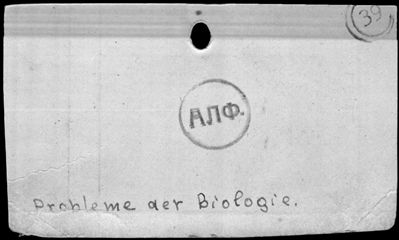 39
АЛФ.
Probleme der Biologie.